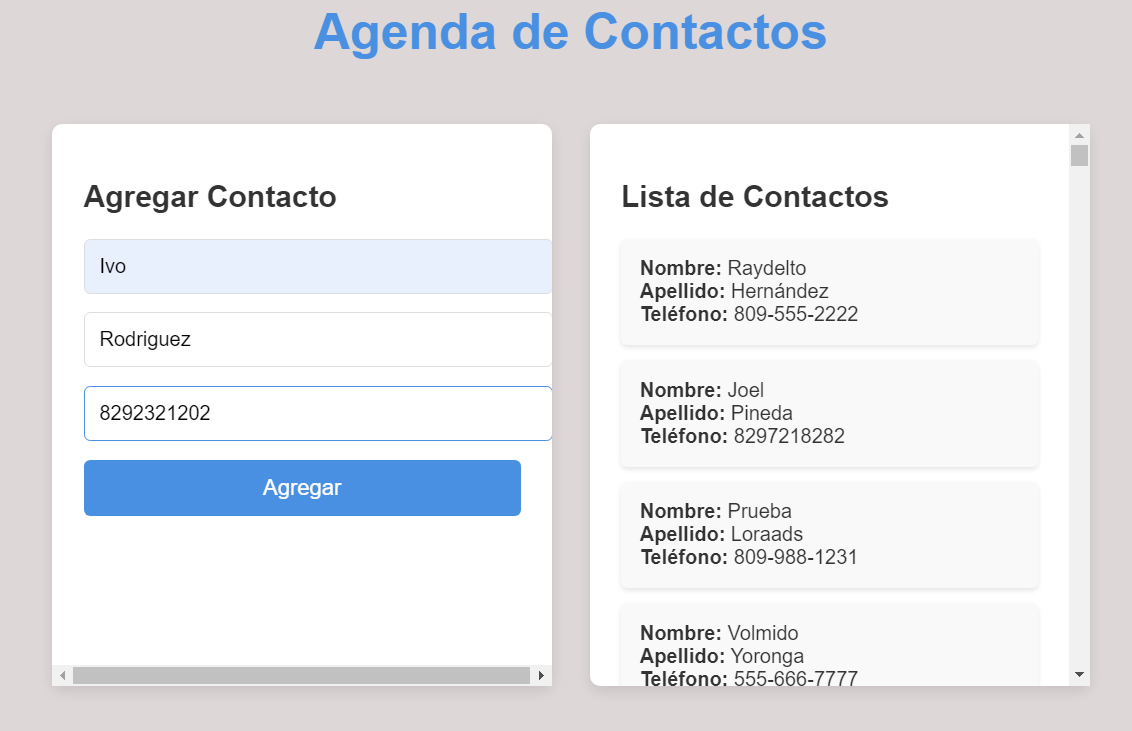 Agenda de Contactos
Agregar Contacto
Ivo
Rodriguez
8292321202
Agregar
Lista de Contactos
Nombre: Raydelto
Apellido: Hernández
Teléfono: 809-555-2222
Nombre: Joel
Apellido: Pineda
Teléfono: 8297218282
Nombre: Prueba
Apellido: Loraads
Teléfono: 809-988-1231
Nombre: Volmido
Apellido: Yoronga
Teléfono: 555-666-7777